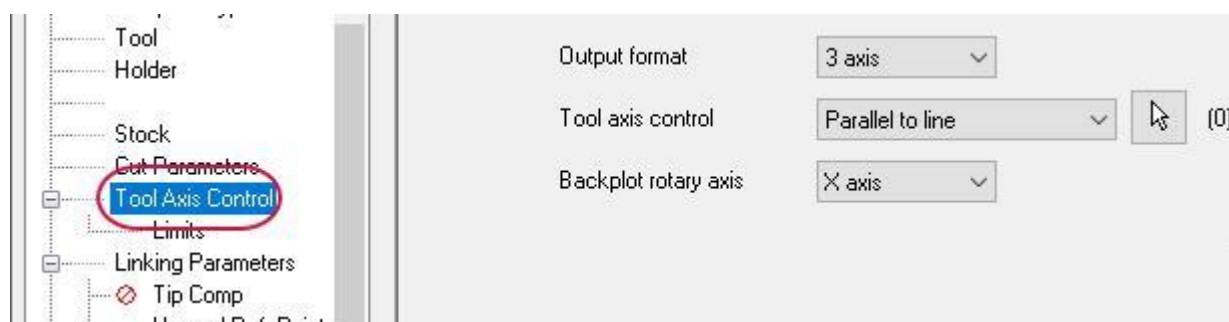 Tool
Holder
Stock
Cut Parameters
Tool Axis Control
Limits
Linking Parameters
Tip Comp
Output format
3 axis
Tool axis control
Parallel to line
(0)
Backplot rotary axis
X axis